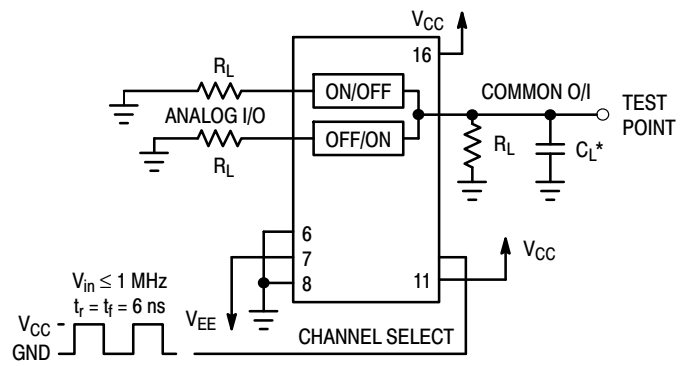 V_CC
16
R_L
ON/OFF
COMMON O/I
TEST
POINT
ANALOG I/O
OFF/ON
R_L
R_L
C_L*
6
7
8
11
V_CC
V_in ≤ 1 MHz
t_r = t_f = 6 ns
V_EE
V_CC
GND
CHANNEL SELECT